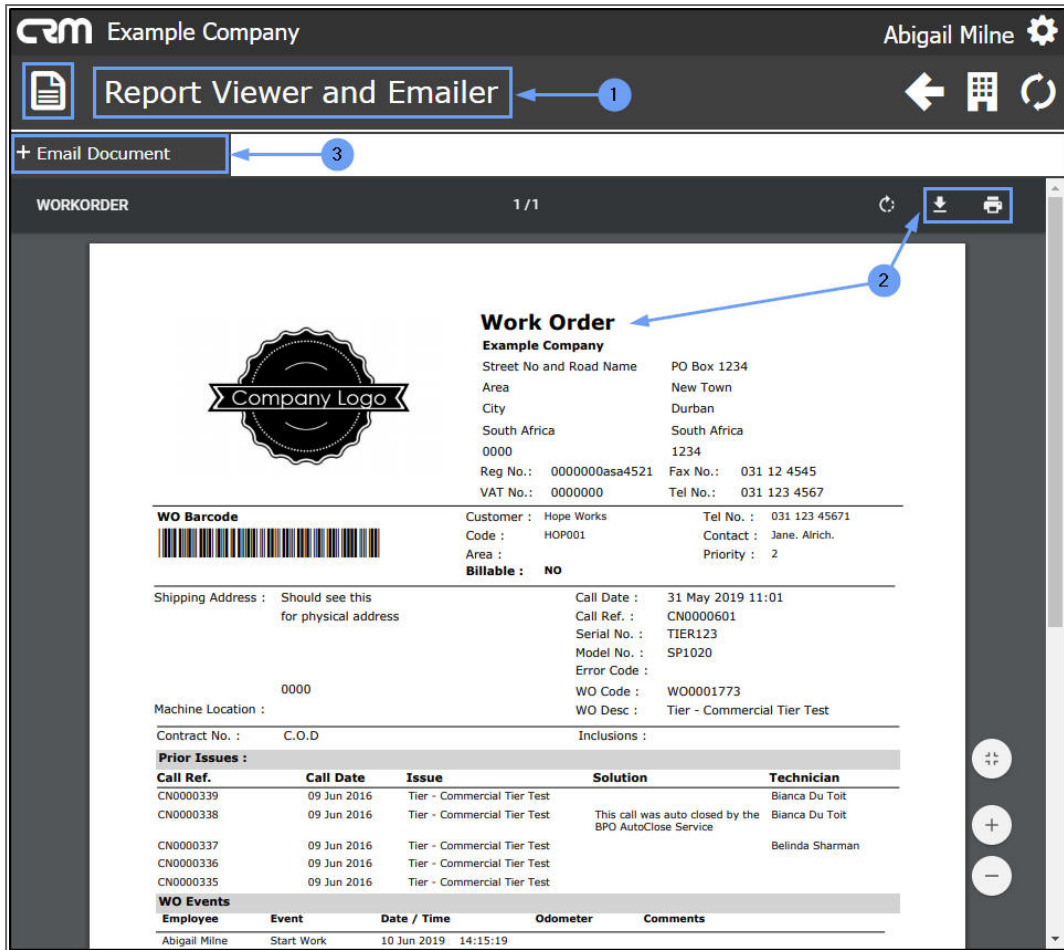 CRM Example Company Abigail Milne
Report Viewer and Emailer 1
+ Email Document 3
WORKORDER 1 / 1
2
Work Order
Example Company
Street No and Road Name PO Box 1234
Area New Town
City Durban
South Africa South Africa
0000 1234
Reg No.: 0000000asa4521 Fax No.: 031 12 4545
VAT No.: 0000000 Tel No.: 031 123 4567
Company Logo
WO Barcode Customer : Hope Works Tel No. : 031 123 45671
Code : HOP001 Contact : Jane. Alrich.
Area : Priority : 2
Billable : NO
Shipping Address : Should see this Call Date : 31 May 2019 11:01
for physical address Call Ref. : CN0000601
Serial No. : TIER123
Model No. : SP1020
Error Code :
0000 WO Code : WO0001773
Machine Location : WO Desc : Tier - Commercial Tier Test
Contract No. : C.O.D Inclusions :
Prior Issues :
Call Ref. Call Date Issue Solution Technician
CN0000339 09 Jun 2016 Tier - Commercial Tier Test Bianca Du Toit
CN0000338 09 Jun 2016 Tier - Commercial Tier Test This call was auto closed by the Bianca Du Toit
BPO AutoClose Service
CN0000337 09 Jun 2016 Tier - Commercial Tier Test Belinda Sharman
CN0000336 09 Jun 2016 Tier - Commercial Tier Test
CN0000335 09 Jun 2016 Tier - Commercial Tier Test
WO Events
Employee Event Date / Time Odometer Comments
Abigail Milne Start Work 10 Jun 2019 14:15:19